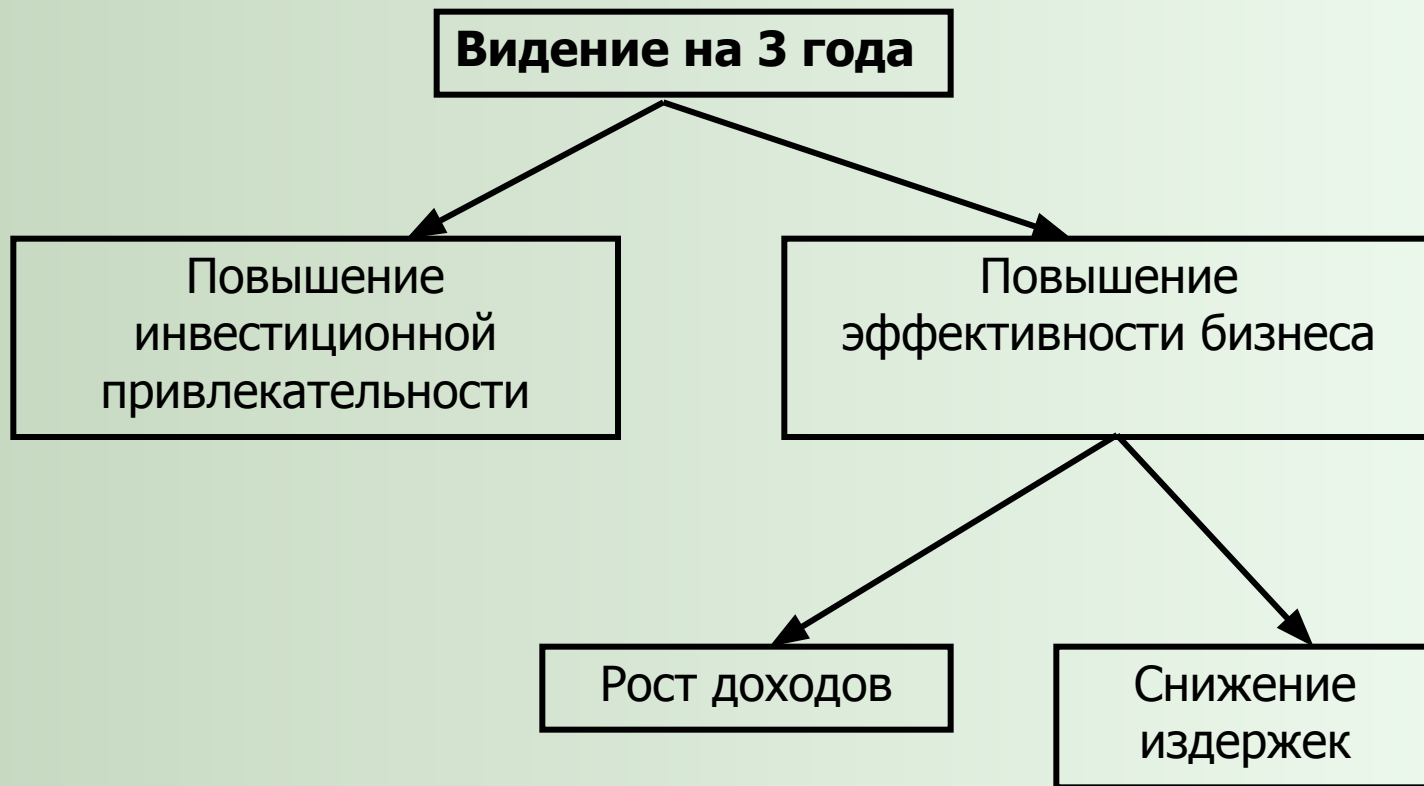 Видение на 3 года
Повышение
инвестиционной
привлекательности
Повышение
эффективности бизнеса
Рост доходов
Снижение
издержек